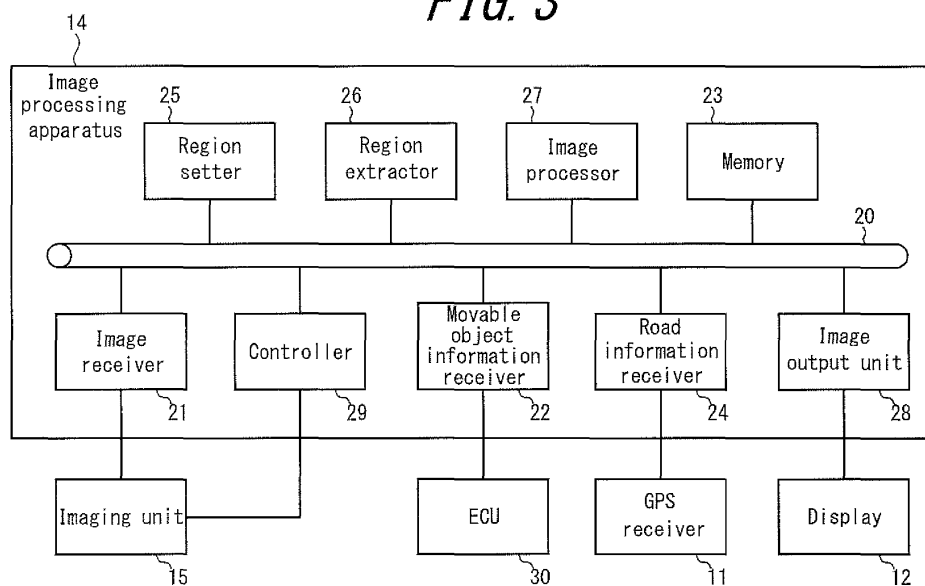 FIG. 3
14
Image
processing
apparatus
25
Region
setter
26
Region
extractor
27
Image
processor
23
Memory
20
Image
receiver
21
Controller
29
Movable
object
information
receiver
22
Road
information
receiver
24
Image
output unit
28
Imaging unit
15
ECU
30
GPS
receiver
11
Display
12